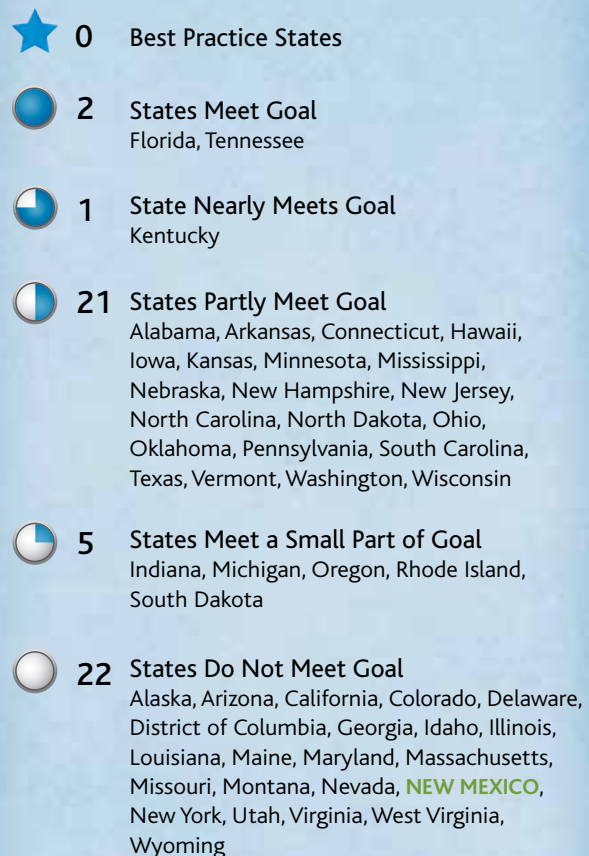 0 Best Practice States
2 States Meet Goal
Florida, Tennessee
1 State Nearly Meets Goal
Kentucky
21 States Partly Meet Goal
Alabama, Arkansas, Connecticut, Hawaii,
Iowa, Kansas, Minnesota, Mississippi,
Nebraska, New Hampshire, New Jersey,
North Carolina, North Dakota, Ohio,
Oklahoma, Pennsylvania, South Carolina,
Texas, Vermont, Washington, Wisconsin
5 States Meet a Small Part of Goal
Indiana, Michigan, Oregon, Rhode Island,
South Dakota
22 States Do Not Meet Goal
Alaska, Arizona, California, Colorado, Delaware,
District of Columbia, Georgia, Idaho, Illinois,
Louisiana, Maine, Maryland, Massachusetts,
Missouri, Montana, Nevada, NEW MEXICO,
New York, Utah, Virginia, West Virginia,
Wyoming